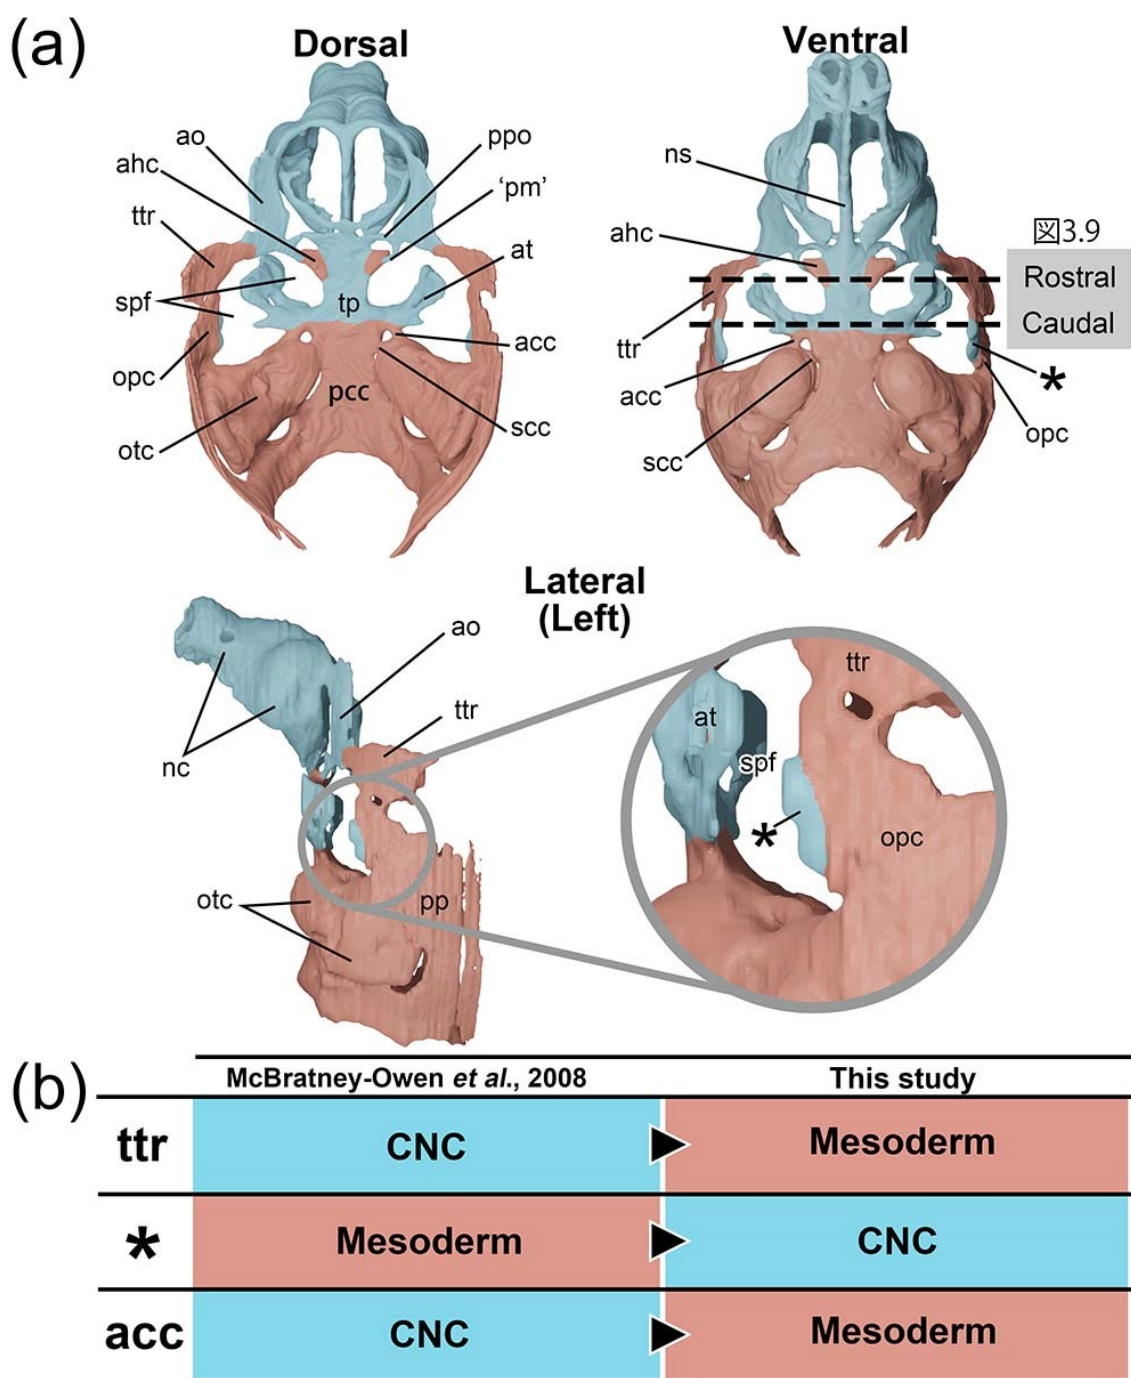 (a)
Dorsal
Ventral
ao
ahc
ttr
spf
opc
otc
ppo
‘pm’
at
tp
acc
pcc
scc
ns
ahc
ttr
acc
scc
図3.9
Rostral
Caudal
*
opc
Lateral
(Left)
ao
ttr
nc
otc
pp
ttr
at
spf
*
opc
(b)
McBratney-Owen et al., 2008 This study
ttr CNC Mesoderm
* Mesoderm CNC
acc CNC Mesoderm